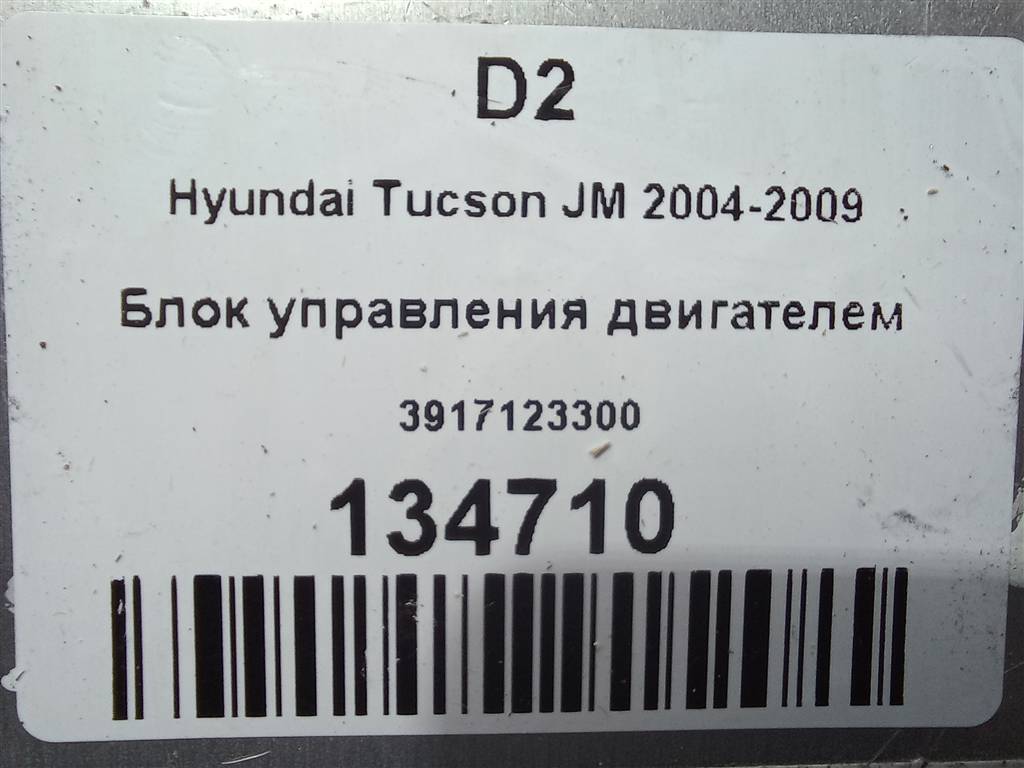 D2
Hyundai Tucson JM 2004-2009
Блок управления двигателем
3917123300
134710